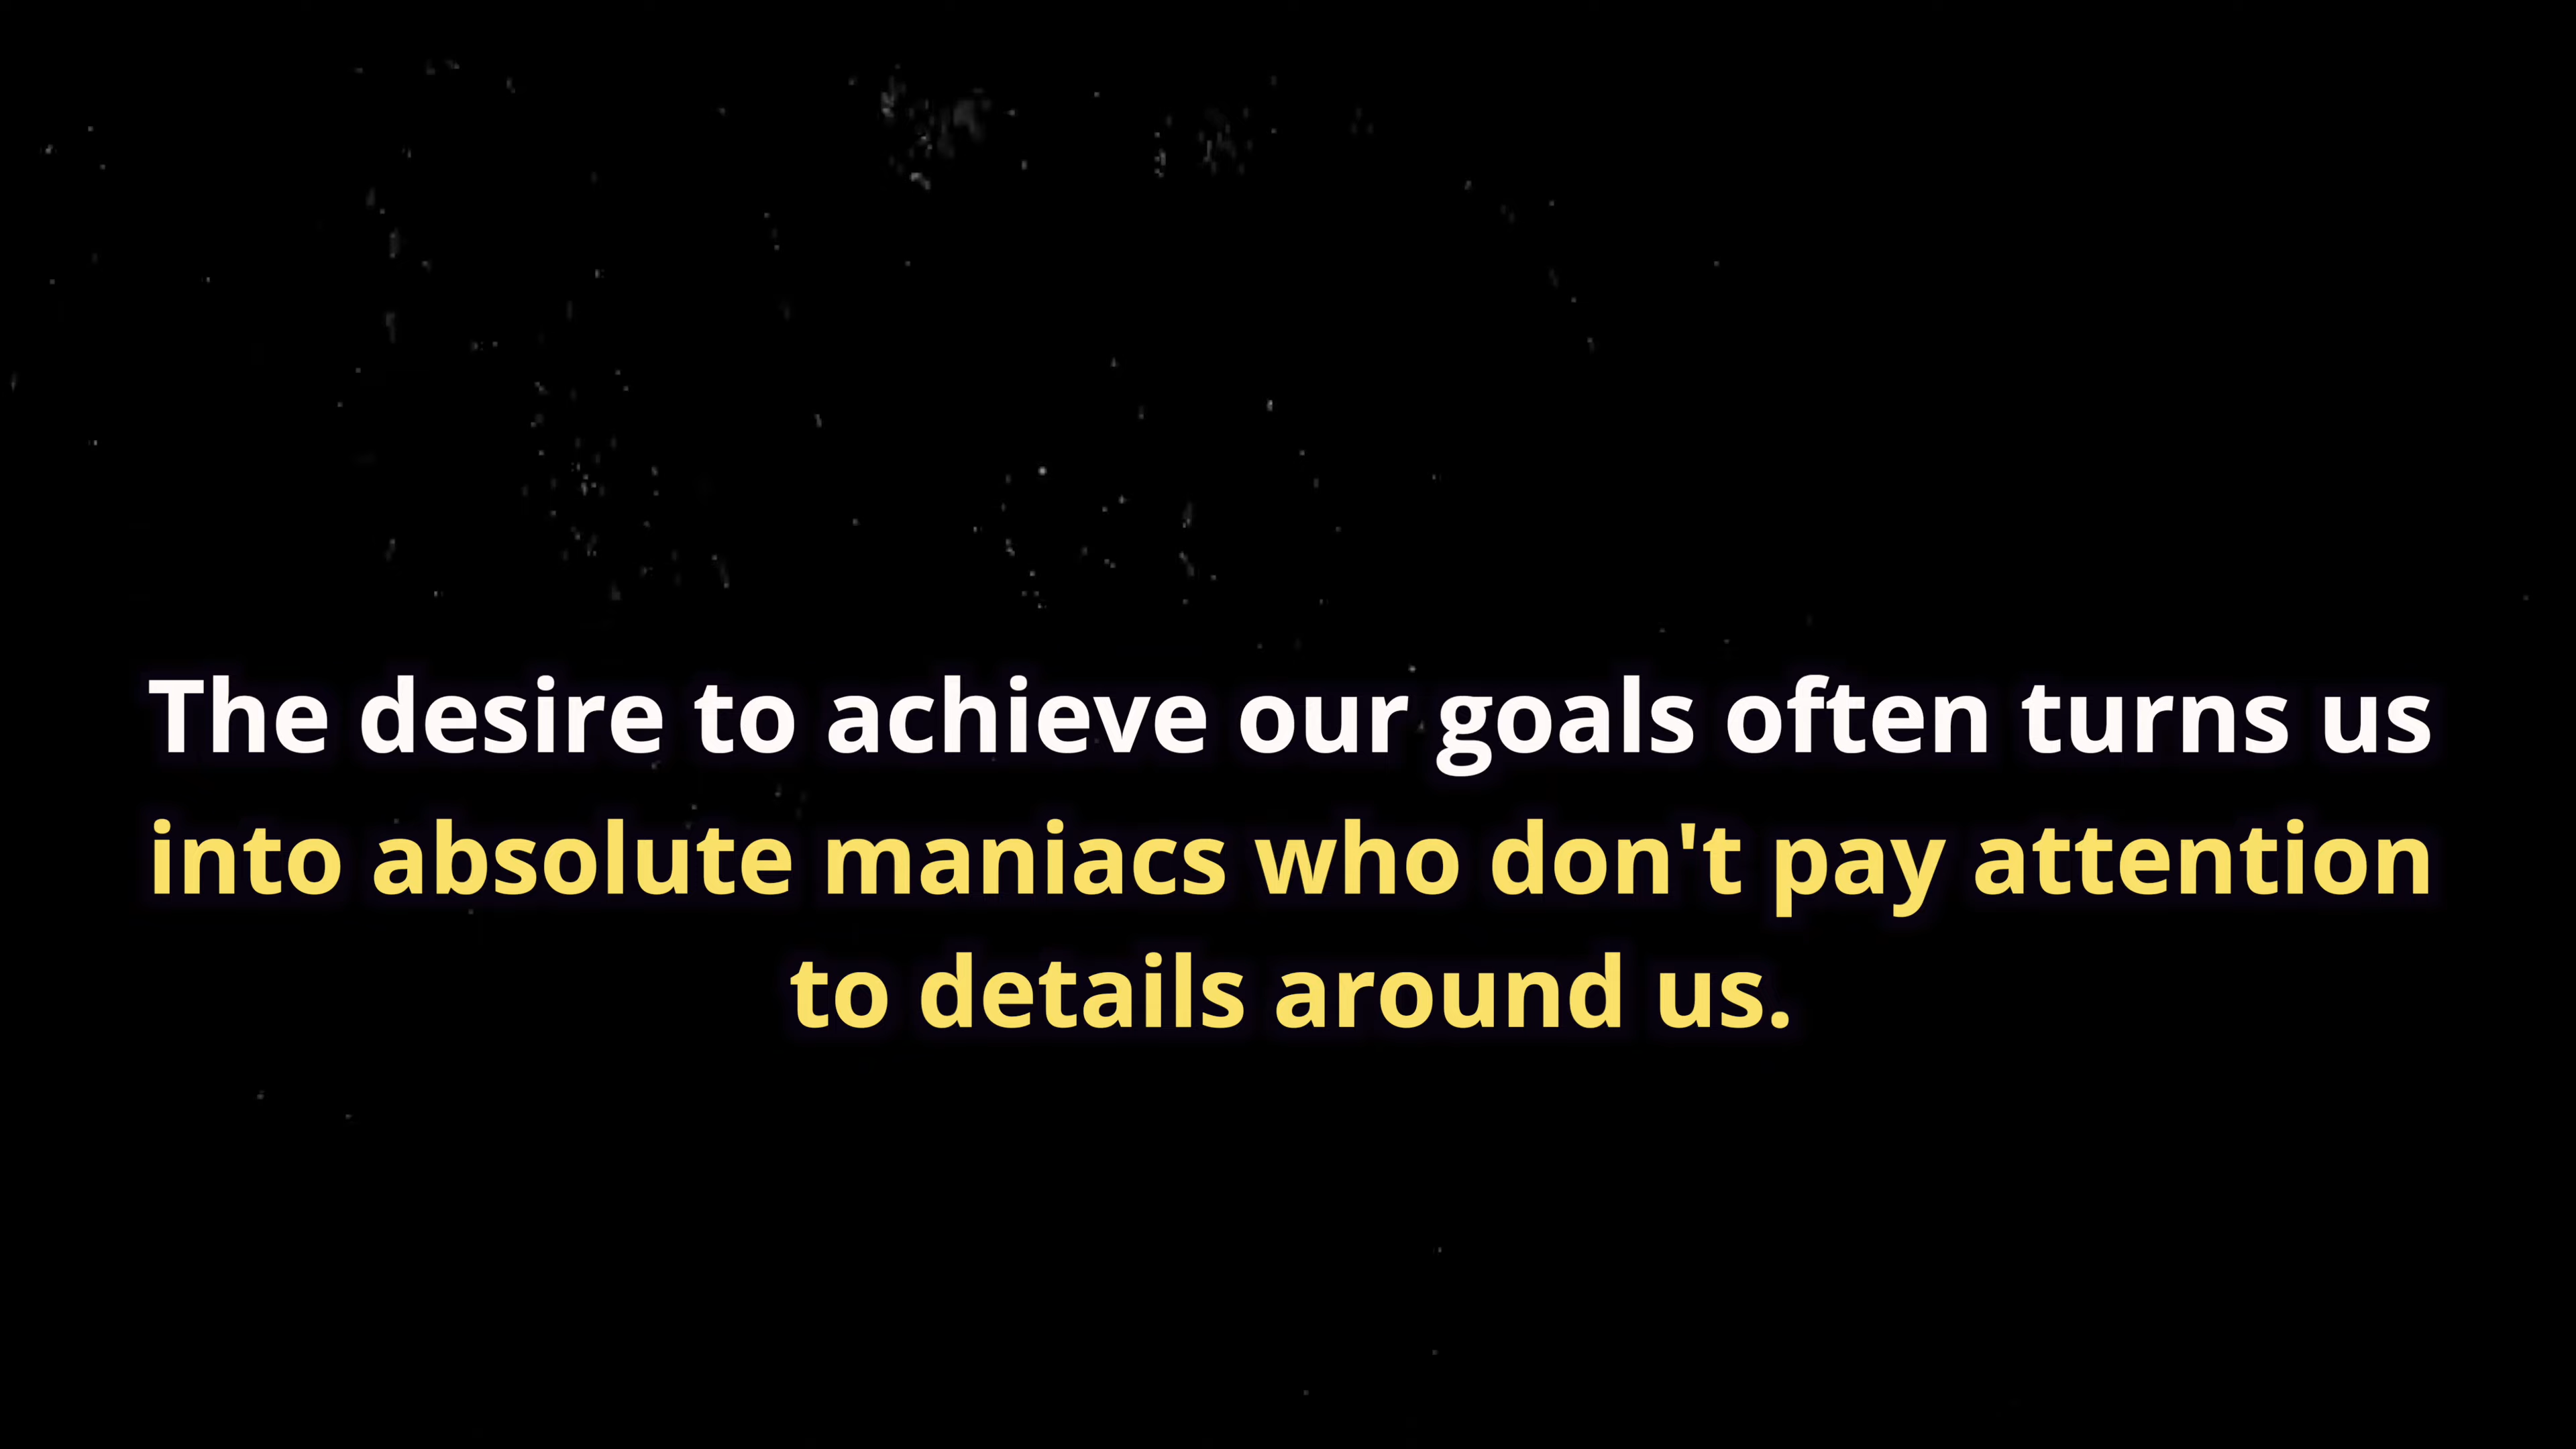 The desire to achieve our goals often turns us
into absolute maniacs who don't pay attention
to details around us.